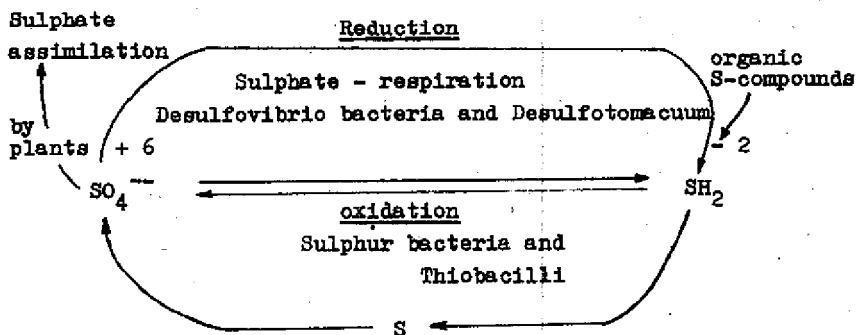 Sulphate
assimilation
by
plants
Reduction
Sulphate - respiration
Desulfovibrio bacteria and Desulfotomacuum
organic
S-compounds
+ 6
- 2
SO4--
SH2
oxidation
Sulphur bacteria and
Thiobacilli
S